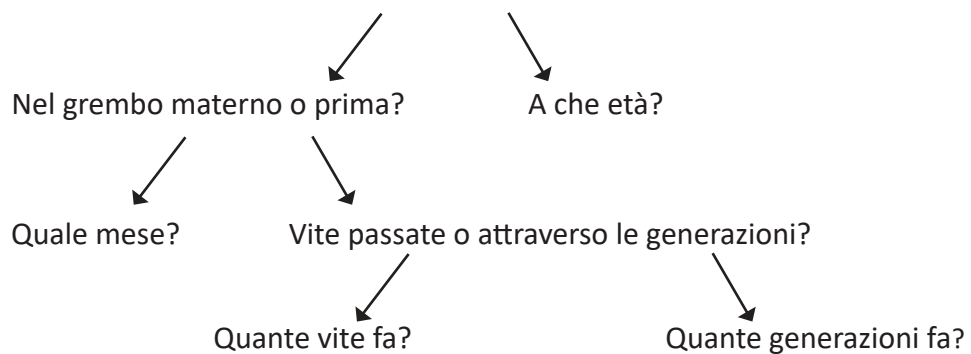 Nel grembo materno o prima? A che età?
Quale mese? Vite passate o attraverso le generazioni?
Quante vite fa? Quante generazioni fa?